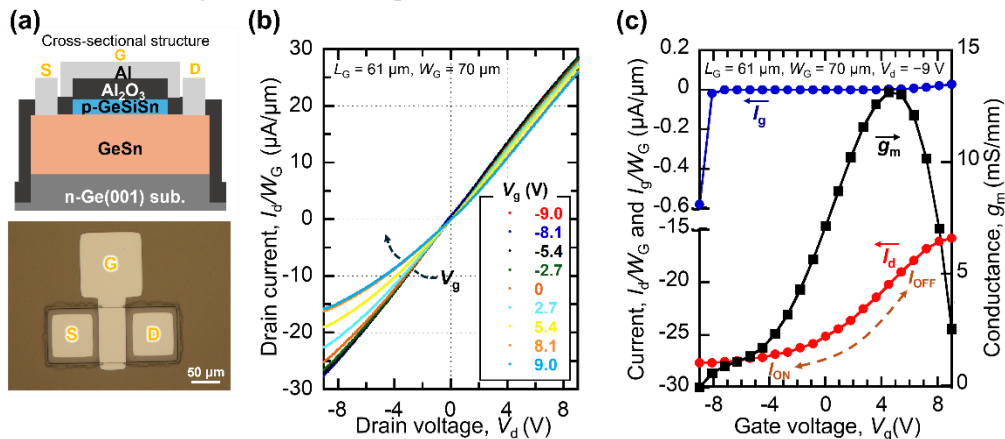 (a)
Cross-sectional structure
S
G
D
Al
Al2O3
p-GeSiSn
GeSn
n-Ge(001) sub.
G
S
D
50 μm
(b)
Drain current, Id/WG (μA/μm)
30
20
10
0
-10
-20
-30
LG = 61 μm, WG = 70 μm
Vg
Vg (V)
-9.0
-8.1
-5.4
-2.7
0
2.7
5.4
8.1
9.0
-8
-4
0
4
8
Drain voltage, Vd (V)
(c)
Current, Id/WG and Ig/WG (μA/μm)
0
-0.2
-0.4
-0.6
-15
-20
-25
-30
LG = 61 μm, WG = 70 μm, Vd = −9 V
Ig
gm
Id
IOFF
ION
15
10
5
0
Conductance, gm (mS/mm)
-8
-4
0
4
8
Gate voltage, Vg(V)